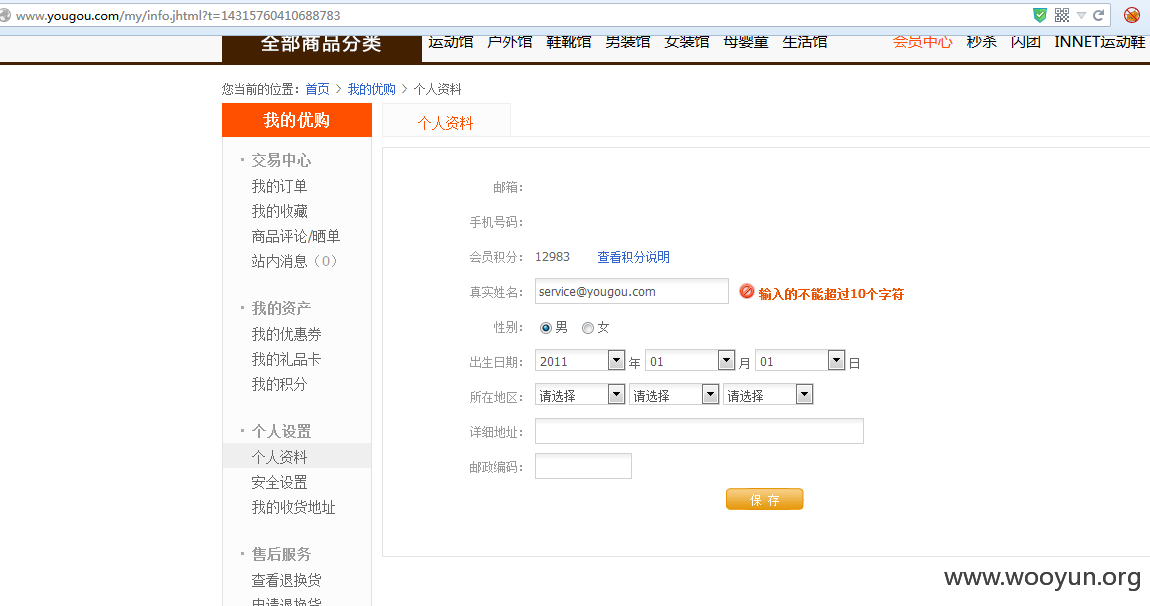 www.yougou.com/my/info.jhtml?t=14315760410688783
全部商品分类 运动馆 户外馆 鞋靴馆 男装馆 女装馆 母婴童 生活馆 会员中心 秒杀 闪团 INNET运动鞋
您当前的位置：首页 > 我的优购 > 个人资料
我的优购
个人资料
· 交易中心
我的订单
我的收藏
商品评论/晒单
站内消息（0）
· 我的资产
我的优惠券
我的礼品卡
我的积分
· 个人设置
个人资料
安全设置
我的收货地址
· 售后服务
查看退换货
申请退换货
邮箱：
手机号码：
会员积分： 12983 查看积分说明
真实姓名： service@yougou.com 输入的不能超过10个字符
性别： 男 女
出生日期： 2011 年 01 月 01 日
所在地区： 请选择 请选择 请选择
详细地址：
邮政编码：
保 存
www.wooyun.org